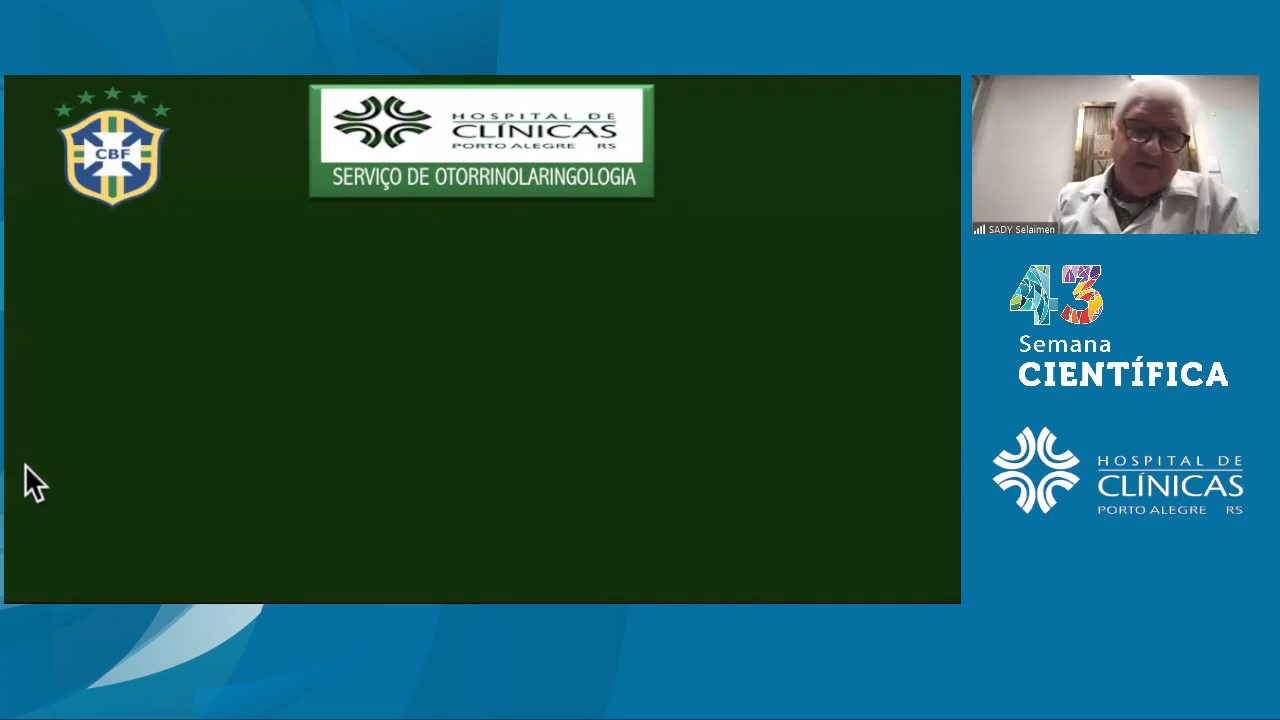 CBF
HOSPITAL DE
CLÍNICAS
PORTO ALEGRE RS
SERVIÇO DE OTORRINOLARINGOLOGIA
SADY Selaimen
43
Semana
CIENTÍFICA
HOSPITAL DE
CLÍNICAS
PORTO ALEGRE RS